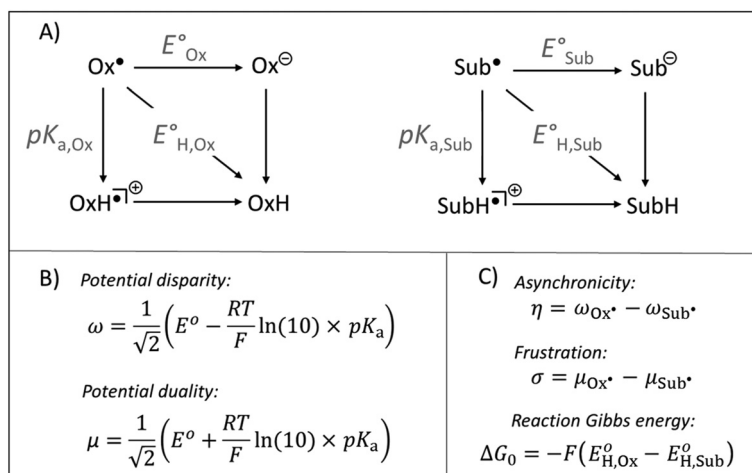 A)
Ox• E°Ox Ox⊖
pKa,Ox E°H,Ox
OxH•⊕ OxH
Sub• E°Sub Sub⊖
pKa,Sub E°H,Sub
SubH•⊕ SubH
B) Potential disparity:
ω = 1/√2 (E° − RT/F ln(10) × pKa)
Potential duality:
μ = 1/√2 (E° + RT/F ln(10) × pKa)
C)
Asynchronicity:
η = ωOx• − ωSub•
Frustration:
σ = μOx• − μSub•
Reaction Gibbs energy:
ΔG0 = −F(E°H,Ox − E°H,Sub)